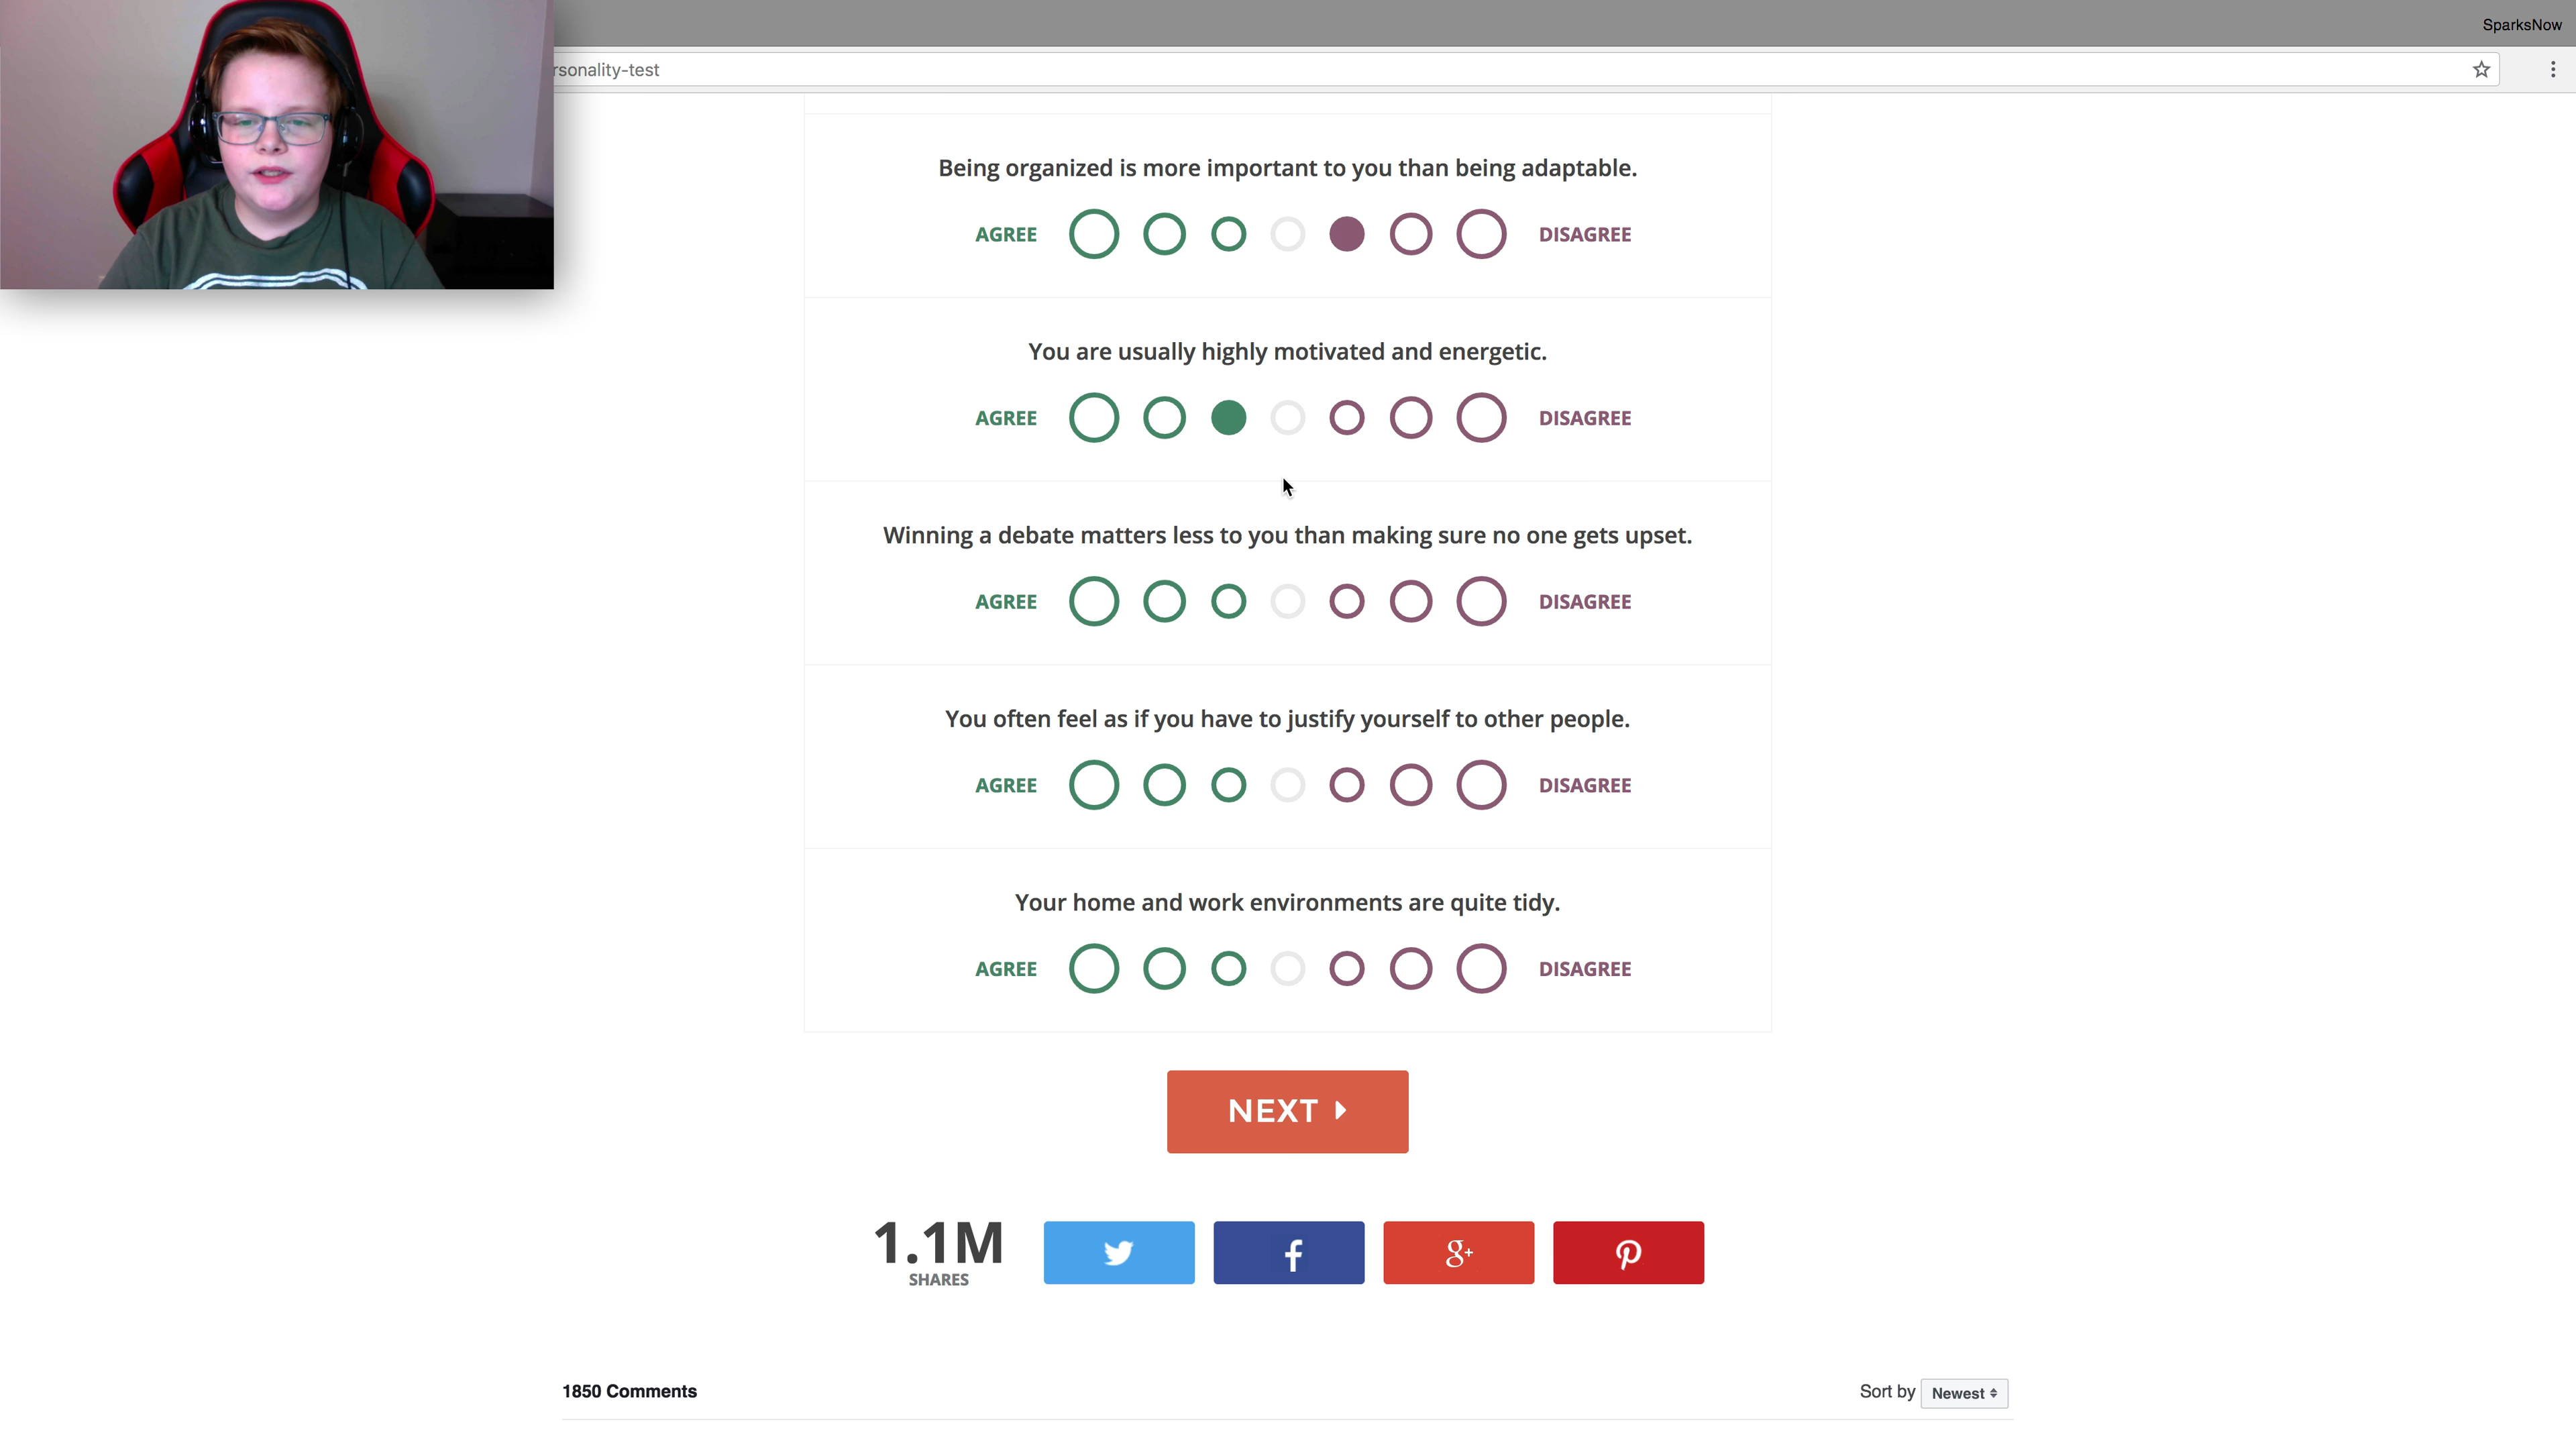 SparksNow
rsonality-test
Being organized is more important to you than being adaptable.
AGREE DISAGREE
You are usually highly motivated and energetic.
AGREE DISAGREE
Winning a debate matters less to you than making sure no one gets upset.
AGREE DISAGREE
You often feel as if you have to justify yourself to other people.
AGREE DISAGREE
Your home and work environments are quite tidy.
AGREE DISAGREE
NEXT
1.1M
SHARES
f
g+
1850 Comments
Sort by Newest